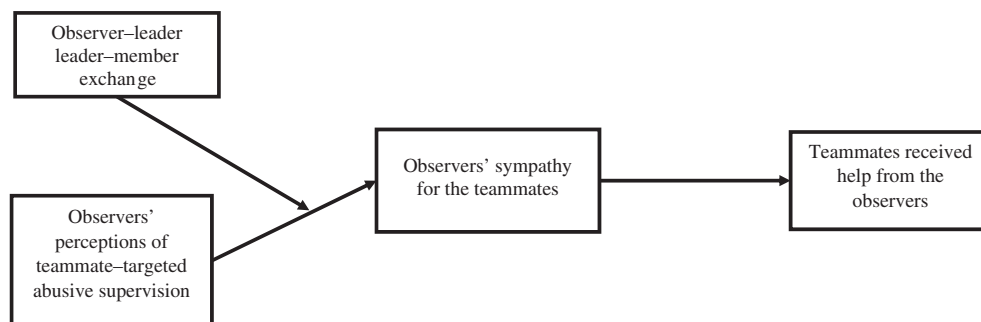 Observer–leader
leader–member
exchange
Observers’
perceptions of
teammate–targeted
abusive supervision
Observers’ sympathy
for the teammates
Teammates received
help from the
observers